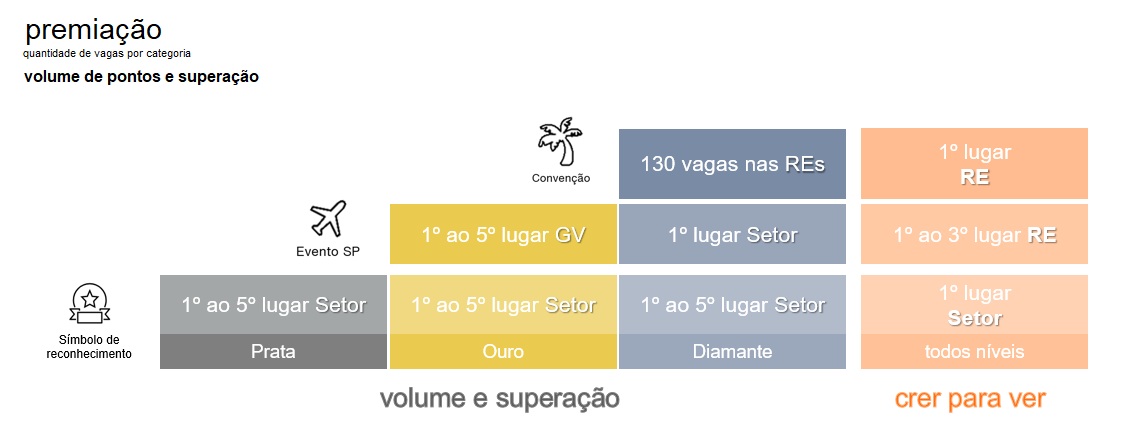 premiação
quantidade de vagas por categoria
volume de pontos e superação
Convenção
130 vagas nas REs
1º lugar
RE
Evento SP
1º ao 5º lugar GV
1º lugar Setor
1º ao 3º lugar RE
Símbolo de
reconhecimento
1º ao 5º lugar Setor
1º ao 5º lugar Setor
1º ao 5º lugar Setor
1º lugar
Setor
Prata
Ouro
Diamante
todos níveis
volume e superação
crer para ver